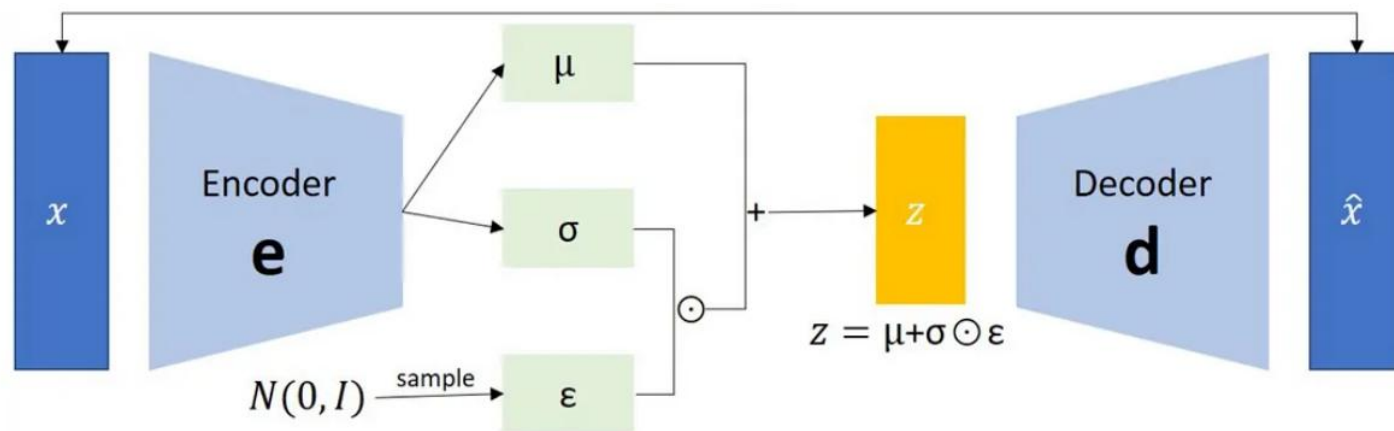 μ
Encoder
e
x
σ
+
z
Decoder
d
x̂
⊙
z = μ+σ⊙ε
N(0, I)
sample
ε